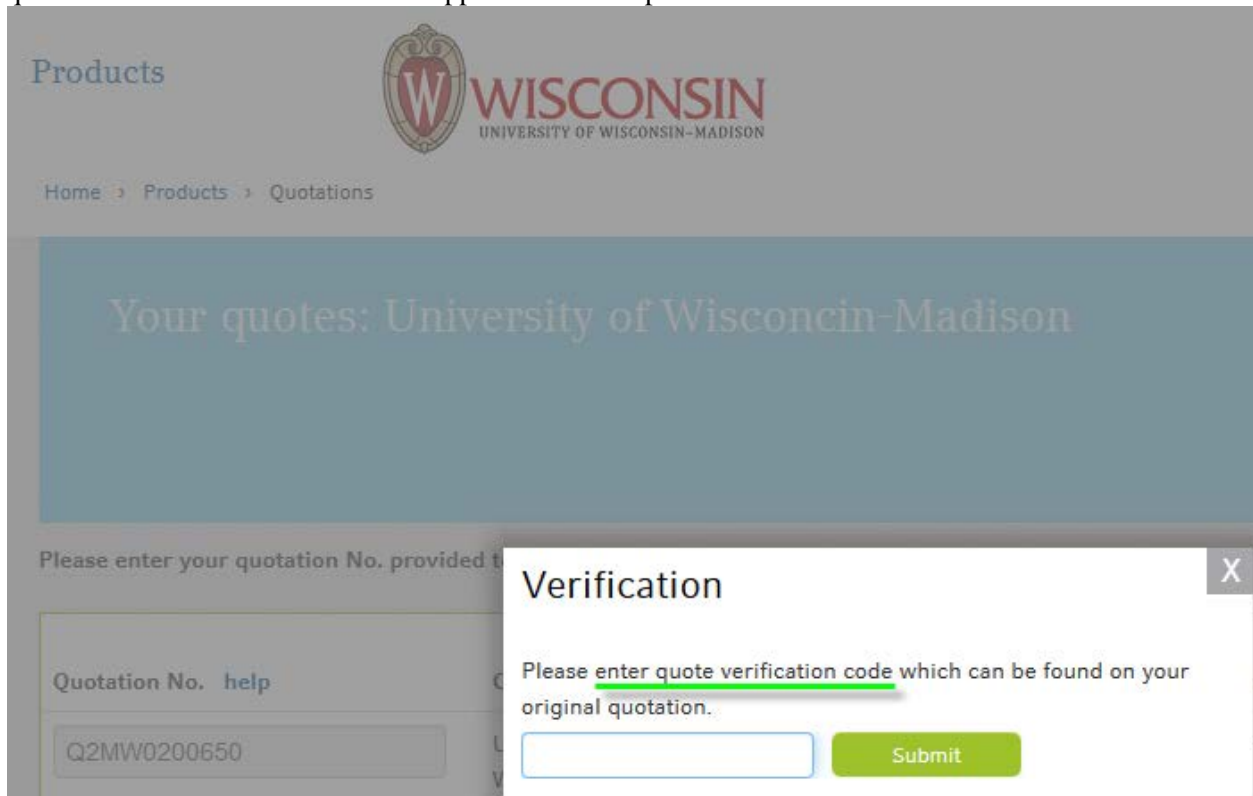 Products
W
WISCONSIN
UNIVERSITY OF WISCONSIN-MADISON
Home › Products › Quotations
Your quotes: University of Wisconcin-Madison
Please enter your quotation No. provided t
Verification
X
Please enter quote verification code which can be found on your
original quotation.
Submit
Quotation No. help
Q2MW0200650